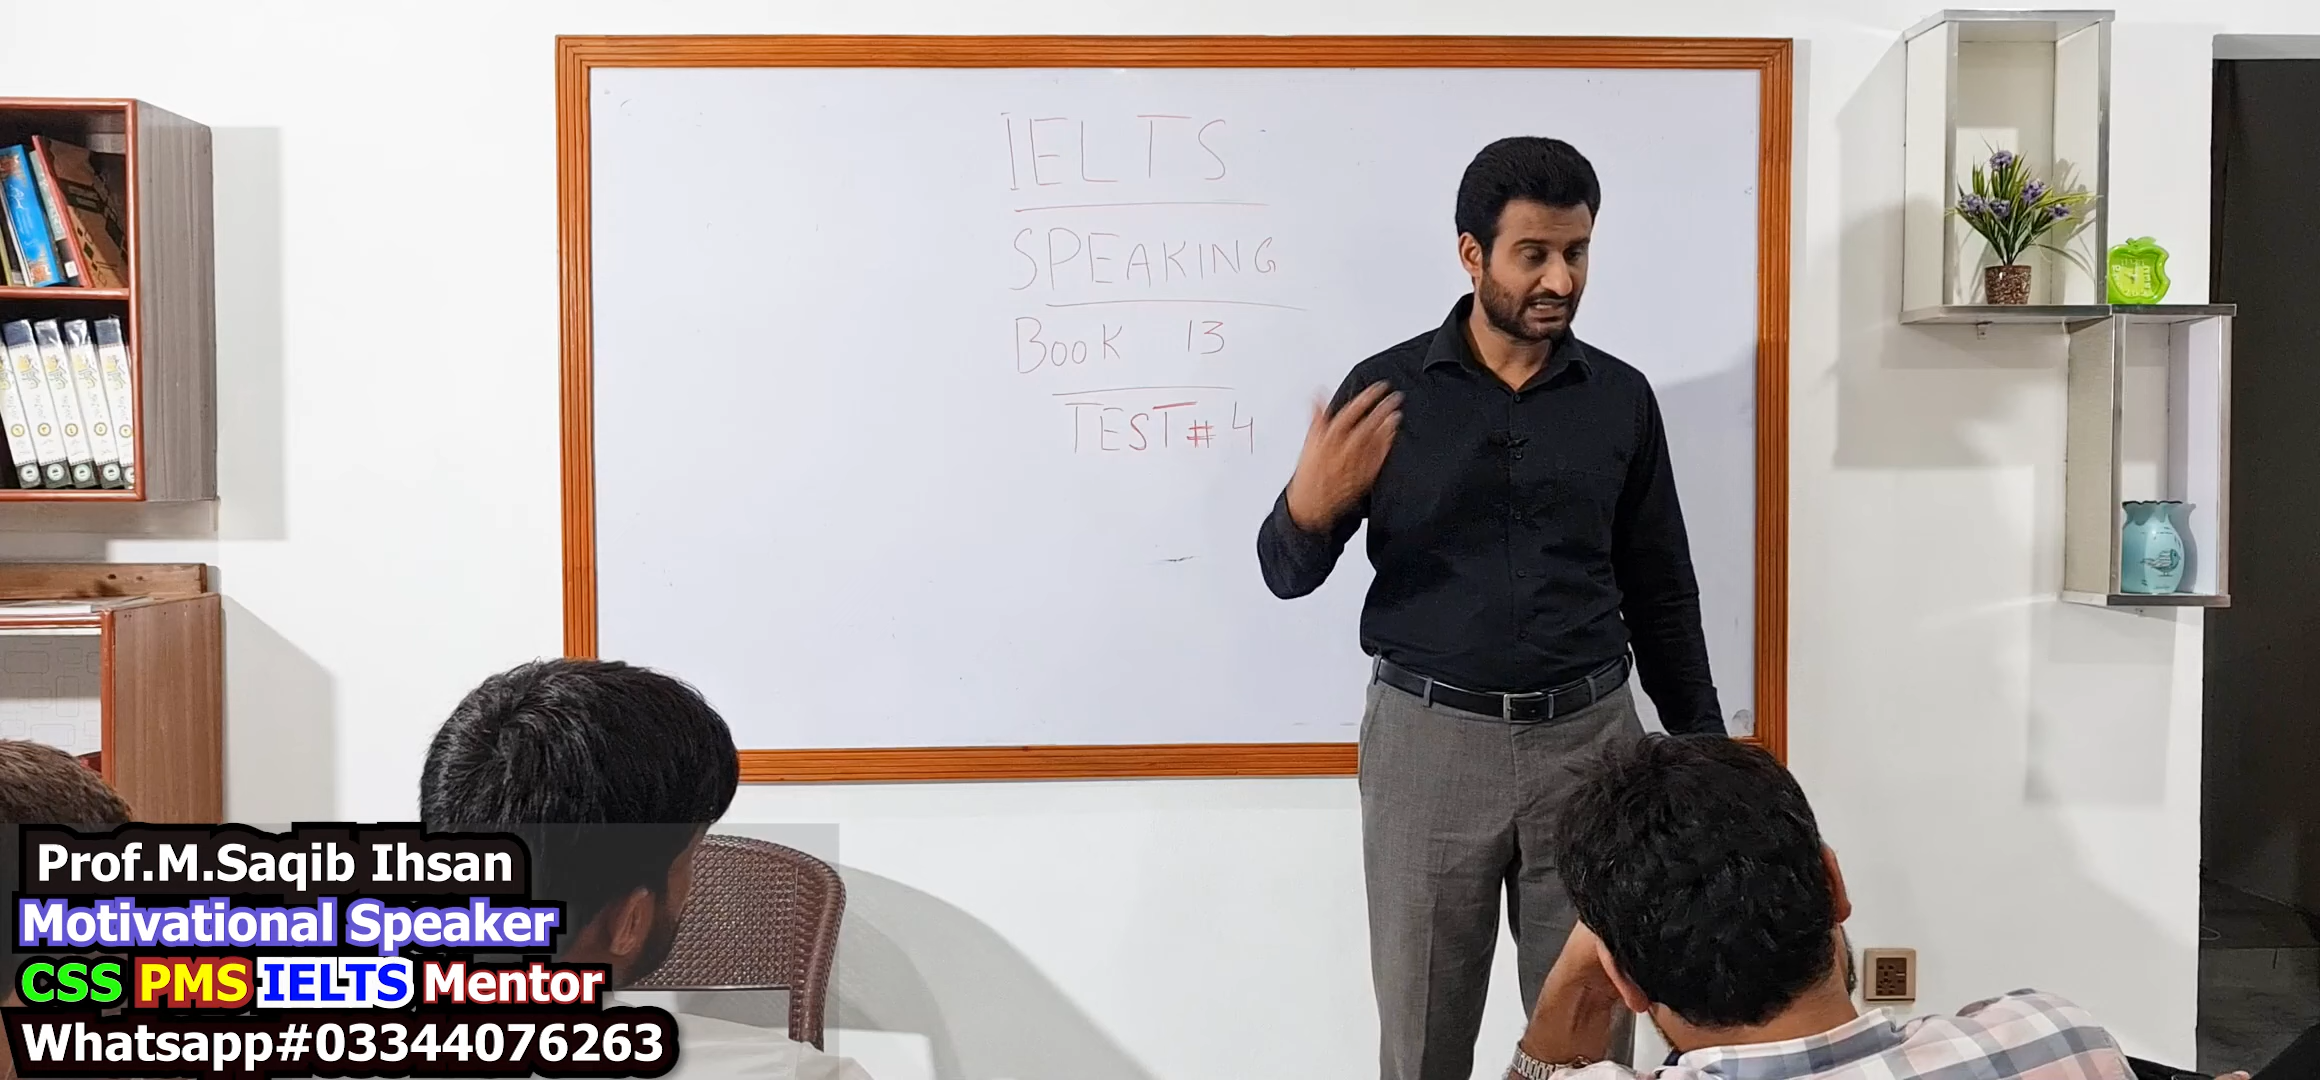 IELTS
SPEAKING
BOOK 13
TEST # 4
Prof.M.Saqib Ihsan
Motivational Speaker
CSS PMS IELTS Mentor
Whatsapp#03344076263